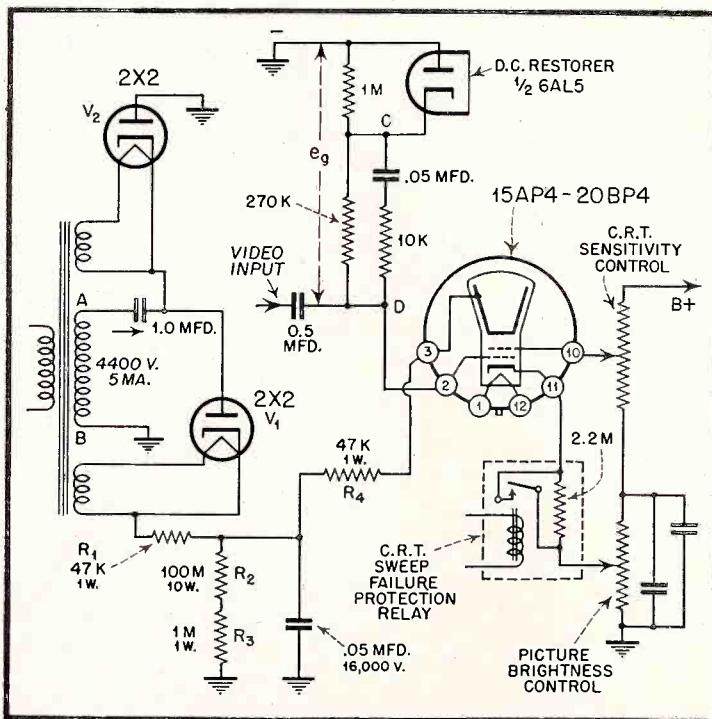 −
2X2
V2
1M
D.C. RESTORER
½ 6AL5
C
eg
.05 MFD.
270K
10K
15AP4-20BP4
C.R.T.
SENSITIVITY
CONTROL
VIDEO
INPUT
B+
A
1.0 MFD.
0.5
MFD.
D
4400 V.
5 MA.
3
10
2
11
1
12
2X2
V1
B
47K
1W.
R4
2.2M
R1
47K
1W.
100M
10W.
R2
C.R.T.
SWEEP
FAILURE
PROTECTION
RELAY
1M
1W.
R3
.05 MFD.
16,000 V.
PICTURE
BRIGHTNESS
CONTROL